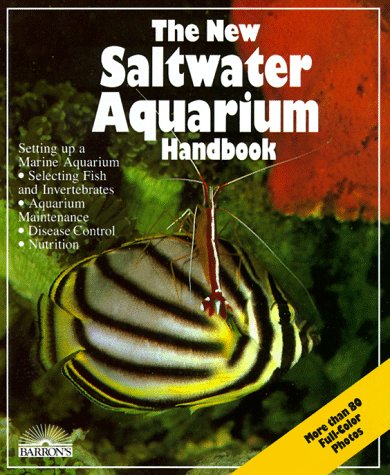 The New
Saltwater
Aquarium
Handbook
Setting up a
Marine Aquarium
• Selecting Fish
and Invertebrates
• Aquarium
Maintenance
• Disease Control
• Nutrition
More than 80
Full-Color
Photos
BARRON'S